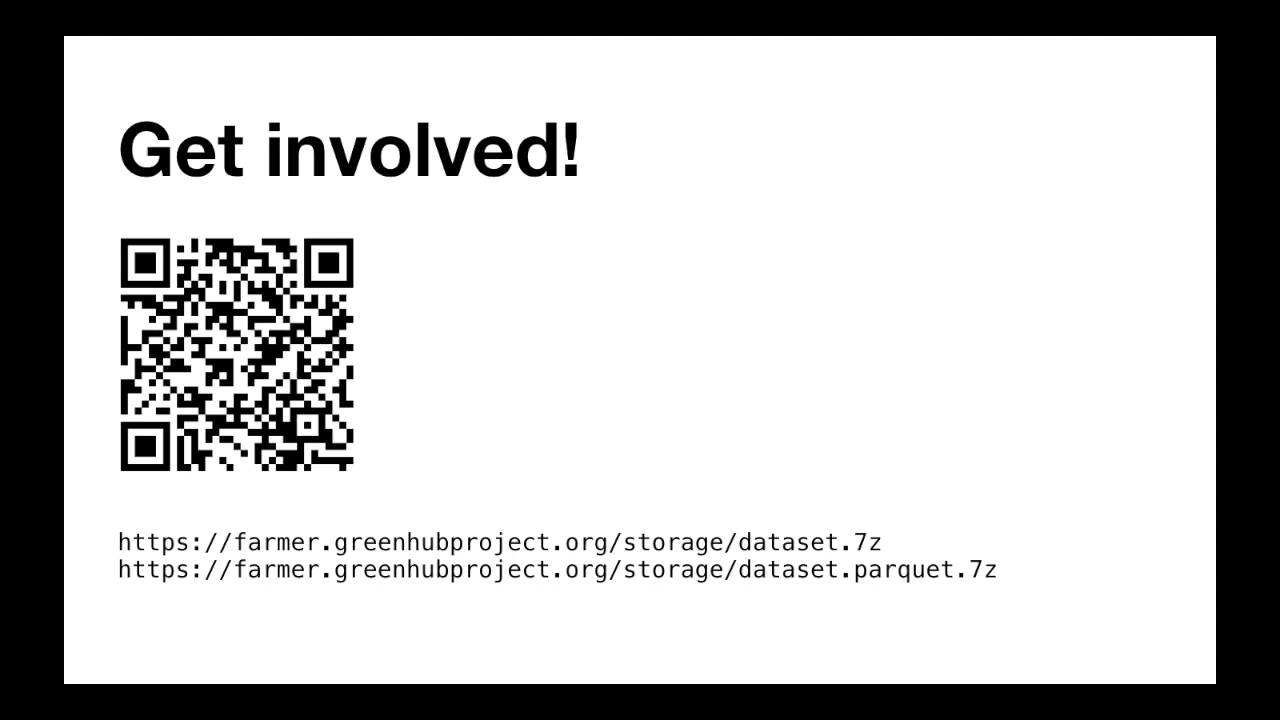 Get involved!
https://farmer.greenhubproject.org/storage/dataset.7z
https://farmer.greenhubproject.org/storage/dataset.parquet.7z